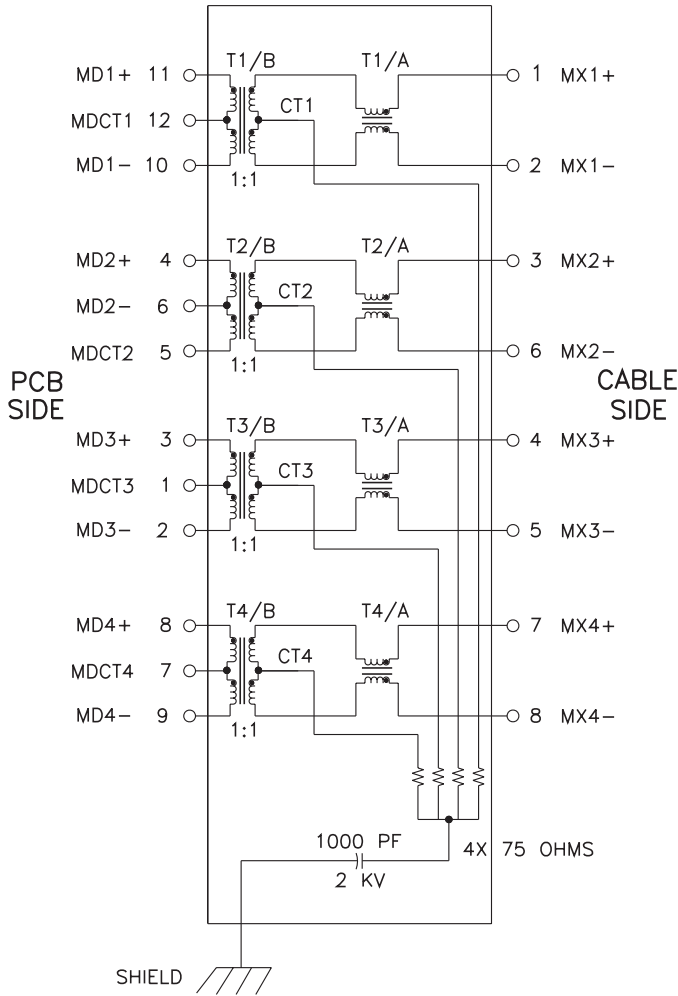 T1/B T1/A
MD1+ 11 1 MX1+
CT1
MDCT1 12
MD1- 10 2 MX1-
1:1
T2/B T2/A
MD2+ 4 3 MX2+
CT2
MD2- 6
MDCT2 5 6 MX2-
1:1
PCB
SIDE
CABLE
SIDE
T3/B T3/A
MD3+ 3 4 MX3+
CT3
MDCT3 1
MD3- 2 5 MX3-
1:1
T4/B T4/A
MD4+ 8 7 MX4+
CT4
MDCT4 7
MD4- 9 8 MX4-
1:1
1000 PF
4X 75 OHMS
2 KV
SHIELD